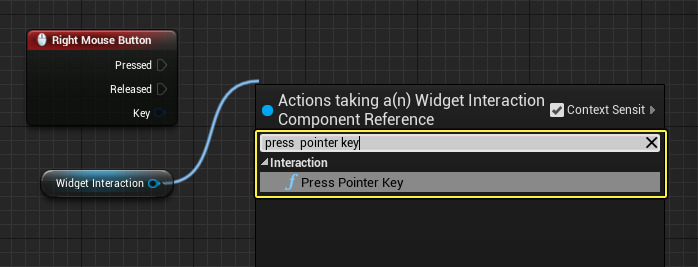 Right Mouse Button
Pressed
Released
Key
Widget Interaction
Actions taking a(n) Widget Interaction
Component Reference
Context Sensit
press  pointer key
Interaction
Press Pointer Key